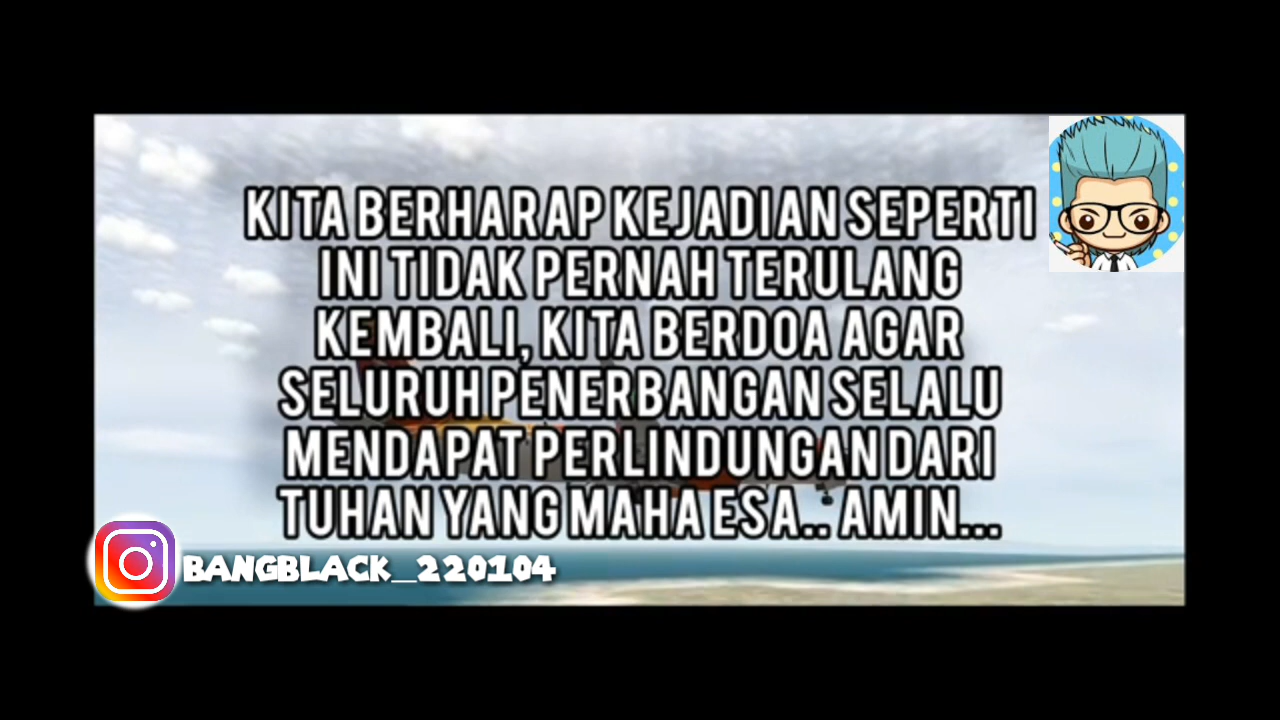 KITA BERHARAP KEJADIAN SEPERTI
INI TIDAK PERNAH TERULANG
KEMBALI, KITA BERDOA AGAR
SELURUH PENERBANGAN SELALU
MENDAPAT PERLINDUNGAN DARI
TUHAN YANG MAHA ESA.. AMIN...
BANGBLACK_220104